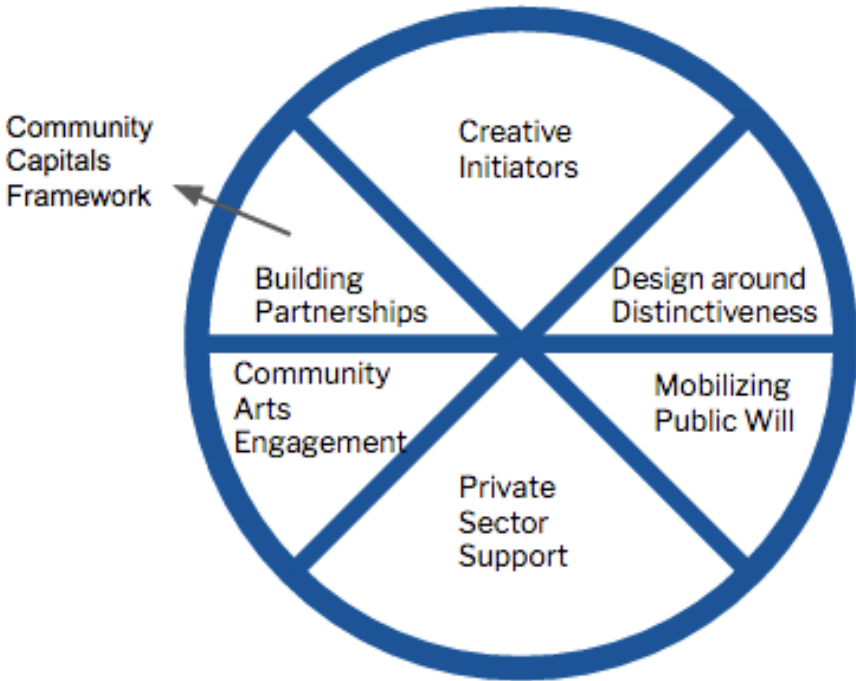 Community
Capitals
Framework
Creative
Initiators
Building
Partnerships
Design around
Distinctiveness
Community
Arts
Engagement
Mobilizing
Public Will
Private
Sector
Support